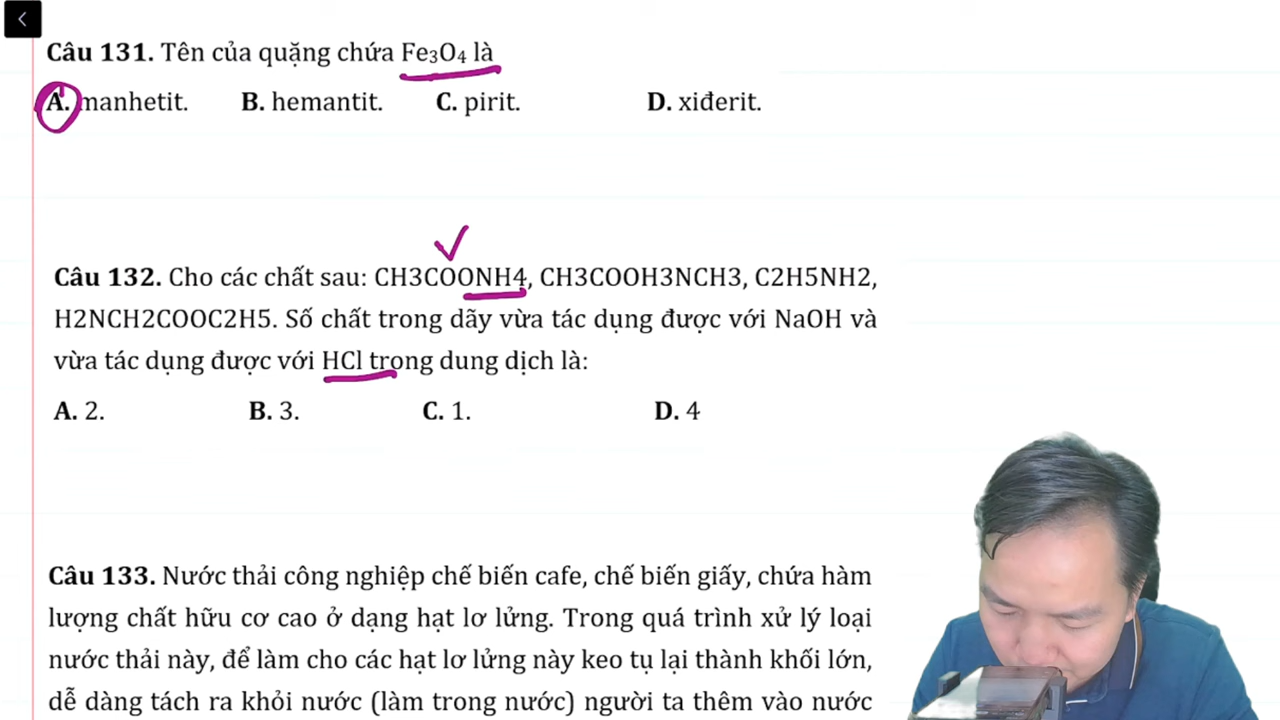 Câu 131. Tên của quặng chứa Fe₃O₄ là
A. manhetit. B. hemantit. C. pirit. D. xiđerit.
Câu 132. Cho các chất sau: CH3COONH4, CH3COOH3NCH3, C2H5NH2,
H2NCH2COOC2H5. Số chất trong dãy vừa tác dụng được với NaOH và
vừa tác dụng được với HCl trong dung dịch là:
A. 2. B. 3. C. 1. D. 4
Câu 133. Nước thải công nghiệp chế biến cafe, chế biến giấy, chứa hàm
lượng chất hữu cơ cao ở dạng hạt lơ lửng. Trong quá trình xử lý loại
nước thải này, để làm cho các hạt lơ lửng này keo tụ lại thành khối lớn,
dễ dàng tách ra khỏi nước (làm trong nước) người ta thêm vào nước